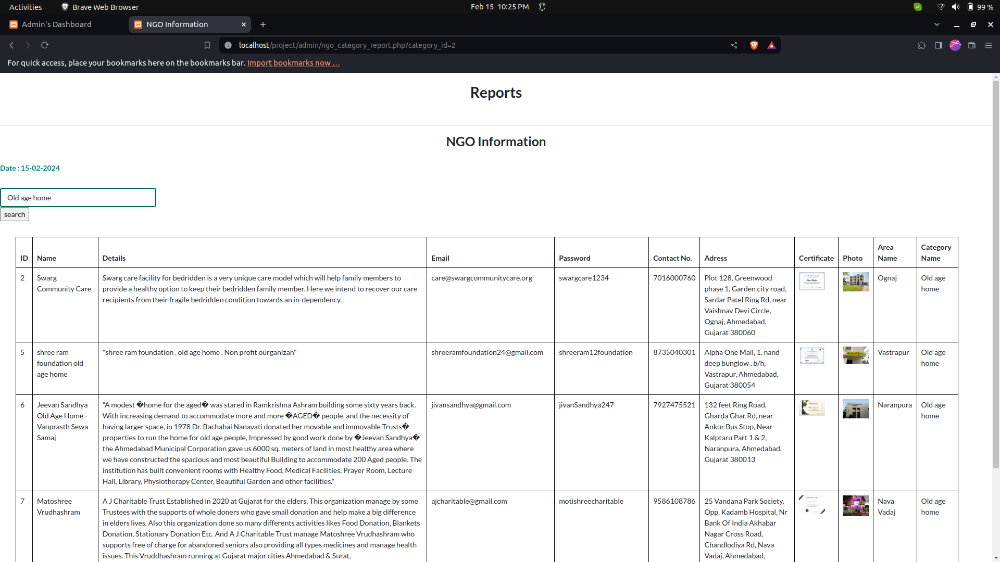 Activities
Brave Web Browser
Feb 15 10:25 PM
99 %
Admin's Dashboard
NGO Information
localhost/project/admin/ngo_category_report.php?category_id=2
For quick access, place your bookmarks here on the bookmarks bar. Import bookmarks now ...
Reports
NGO Information
Date : 15-02-2024
Old age home
search
ID
Name
Details
Email
Password
Contact No.
Adress
Certificate
Photo
Area
Name
Category
Name
2
Swarg
Community Care
Swarg care facility for bedridden is a very unique care model which will help family members to
provide a healthy option to keep their bedridden family member. Here we intend to recover our care
recipients from their fragile bedridden condition towards an in-dependency.
care@swargcommunitycare.org
swargcare1234
7016000760
Plot 128, Greenwood
phase 1, Garden city road,
Sardar Patel Ring Rd, near
Vaishnav Devi Circle,
Ognaj, Ahmedabad,
Gujarat 380060
Ognaj
Old age
home
5
shree ram
foundation old
age home
"shree ram foundation . old age home . Non profit ourganizan"
shreeramfoundation24@gmail.com
shreeram12foundation
8735040301
Alpha One Mall, 1. nand
deep bunglow . b/h,
Vastrapur, Ahmedabad,
Gujarat 380054
Vastrapur
Old age
home
6
Jeevan Sandhya
Old Age Home -
Vanprasth Sewa
Samaj
"A modest �home for the aged� was stared in Ramkrishna Ashram building some sixty years back.
With increasing demand to accommodate more and more �AGED� people, and the necessity of
having larger space, in 1978 Dr. Bachabai Nanavati donated her movable and immovable Trusts�
properties to run the home for old age people, Impressed by good work done by �Jeevan Sandhya�
the Ahmedabad Municipal Corporation gave us 6000 sq. meters of land in most healthy area where
we have constructed the spacious and most beautiful Building to accommodate 200 Aged people. The
institution has built convenient rooms with Healthy Food, Medical Facilities, Prayer Room, Lecture
Hall, Library, Physiotherapy Center, Beautiful Garden and other facilities."
jivansandhya@gmail.com
jivanSandhya247
7927475521
132 feet Ring Road,
Gharda Ghar Rd, near
Ankur Bus Stop, Near
Kalptaru Part 1 & 2,
Naranpura, Ahmedabad,
Gujarat 380013
Naranpura
Old age
home
7
Matoshree
Vrudhashram
A J Charitable Trust Established in 2020 at Gujarat for the elders. This organization manage by some
Trustees with the supports of whole doners who gave small donation and help make a big difference
in elders lives. Also this organization done so many differents activities likes Food Donation, Blankets
Donation, Stationary Donation Etc. And A J Charitable Trust manage Matoshree Vrudhashram who
supports free of charge for abandoned seniors also providing all types medicines and manage health
issues. This Vruddhashram running at Gujarat major cities Ahmedabad & Surat.
ajcharitable@gmail.com
motishreecharitable
9586108786
25 Vandana Park Society,
Opp. Kadamb Hospital, Nr
Bank Of India Akhabar
Nagar Cross Road,
Chandlodiya Rd, Nava
Vadaj, Ahmedabad,
Nava
Vadaj
Old age
home